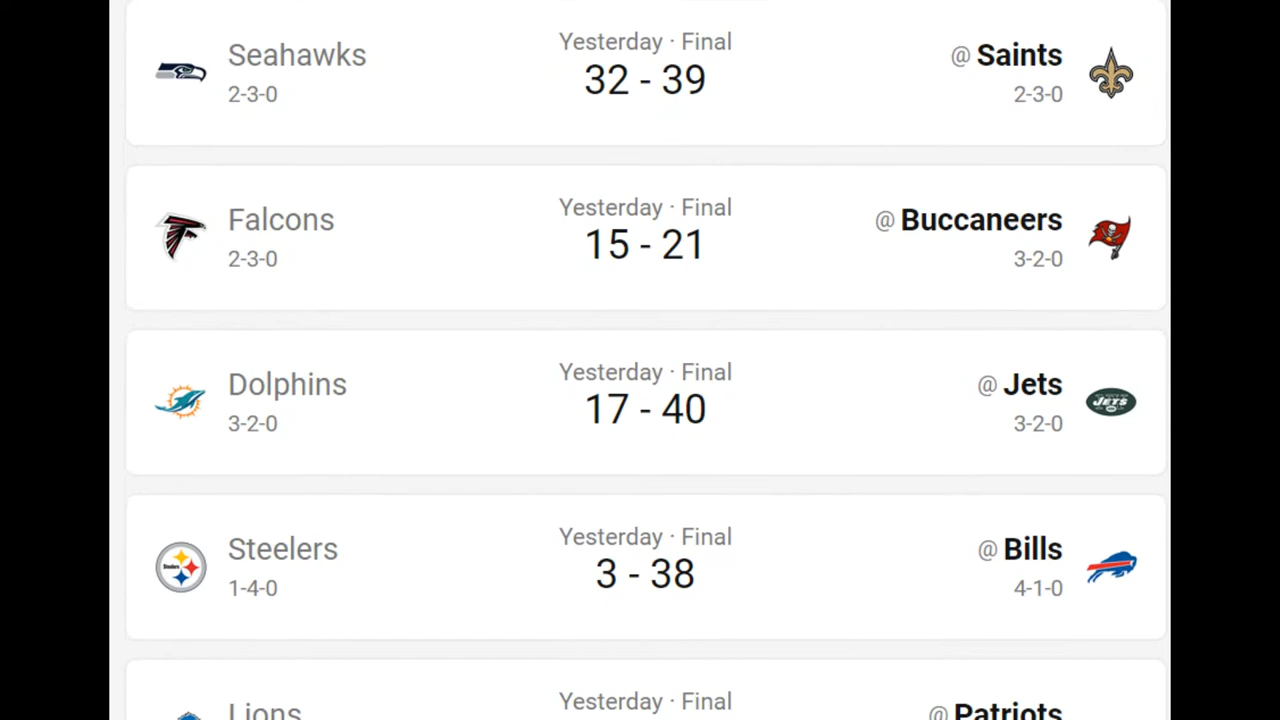 Seahawks
2-3-0
Yesterday · Final
32 - 39
@ Saints
2-3-0
Falcons
2-3-0
Yesterday · Final
15 - 21
@ Buccaneers
3-2-0
Dolphins
3-2-0
Yesterday · Final
17 - 40
@ Jets
3-2-0
JETS
Steelers
1-4-0
Steelers
Yesterday · Final
3 - 38
@ Bills
4-1-0
Lions
Yesterday · Final
@ Patriots